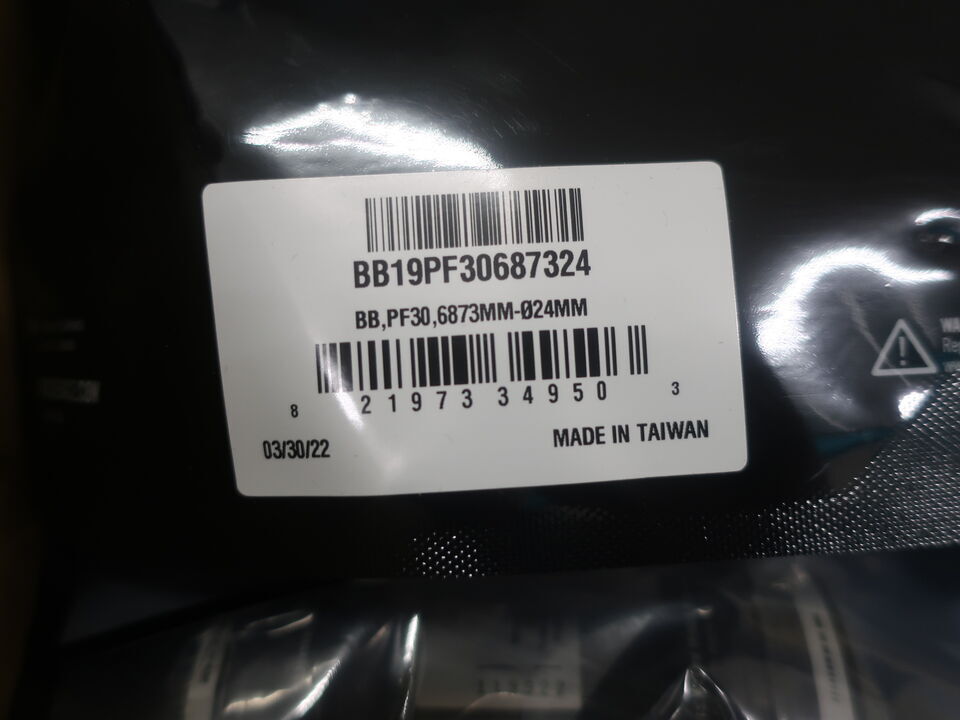 BB19PF30687324
BB,PF30,6873MM-Ø24MM
8 21973 34950 3
03/30/22
MADE IN TAIWAN